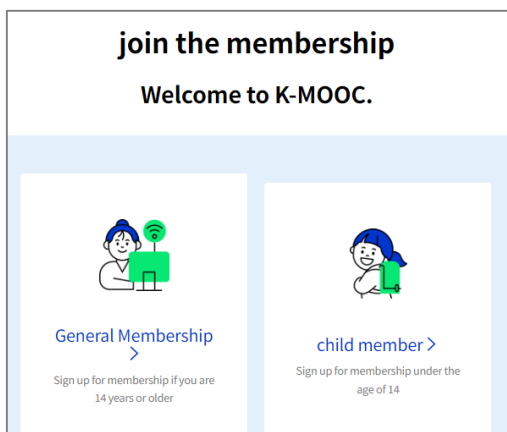 join the membership
Welcome to K-MOOC.
General Membership
>
Sign up for membership if you are
14 years or older
child member >
Sign up for membership under the
age of 14